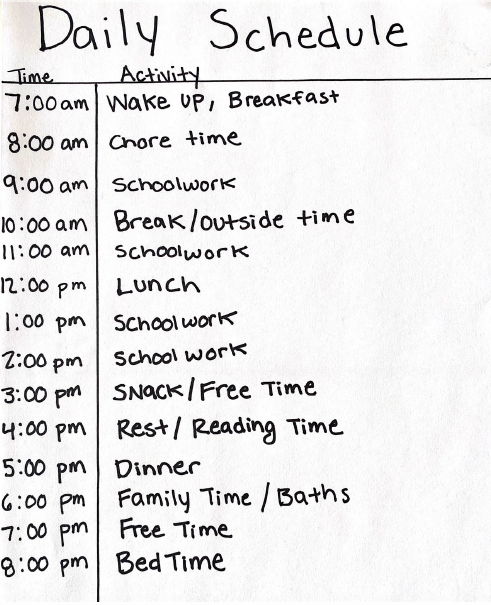 Daily Schedule
Time Activity
7:00am Wake up, Breakfast
8:00 am Chore time
9:00 am Schoolwork
10:00 am Break/outside time
11:00 am Schoolwork
12:00 pm Lunch
1:00 pm Schoolwork
2:00 pm School work
3:00 pm Snack/Free Time
4:00 pm Rest/ Reading Time
5:00 pm Dinner
6:00 pm Family Time / Baths
7:00 pm Free Time
8:00 pm Bed Time